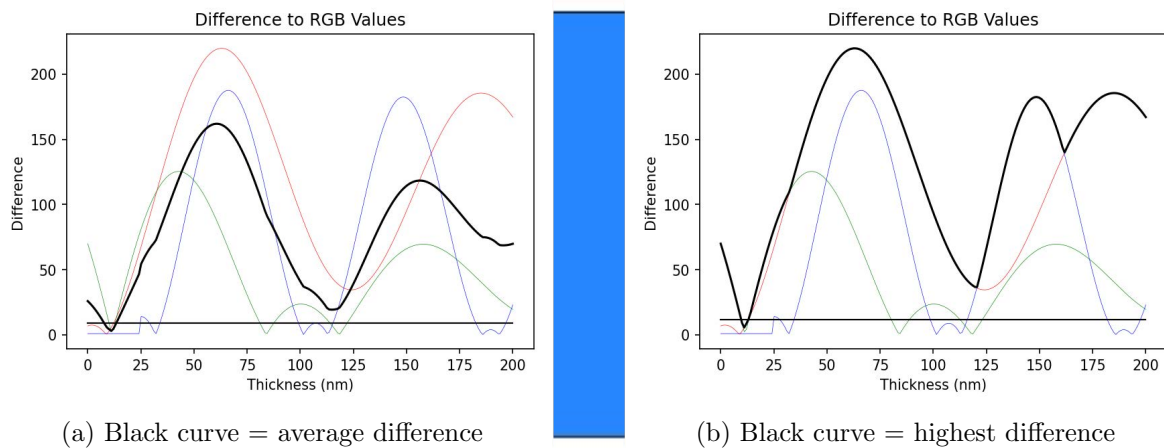 Difference to RGB Values
200
150
100
50
0
Difference
0 25 50 75 100 125 150 175 200
Thickness (nm)
(a) Black curve = average difference
Difference to RGB Values
200
150
100
50
0
Difference
0 25 50 75 100 125 150 175 200
Thickness (nm)
(b) Black curve = highest difference